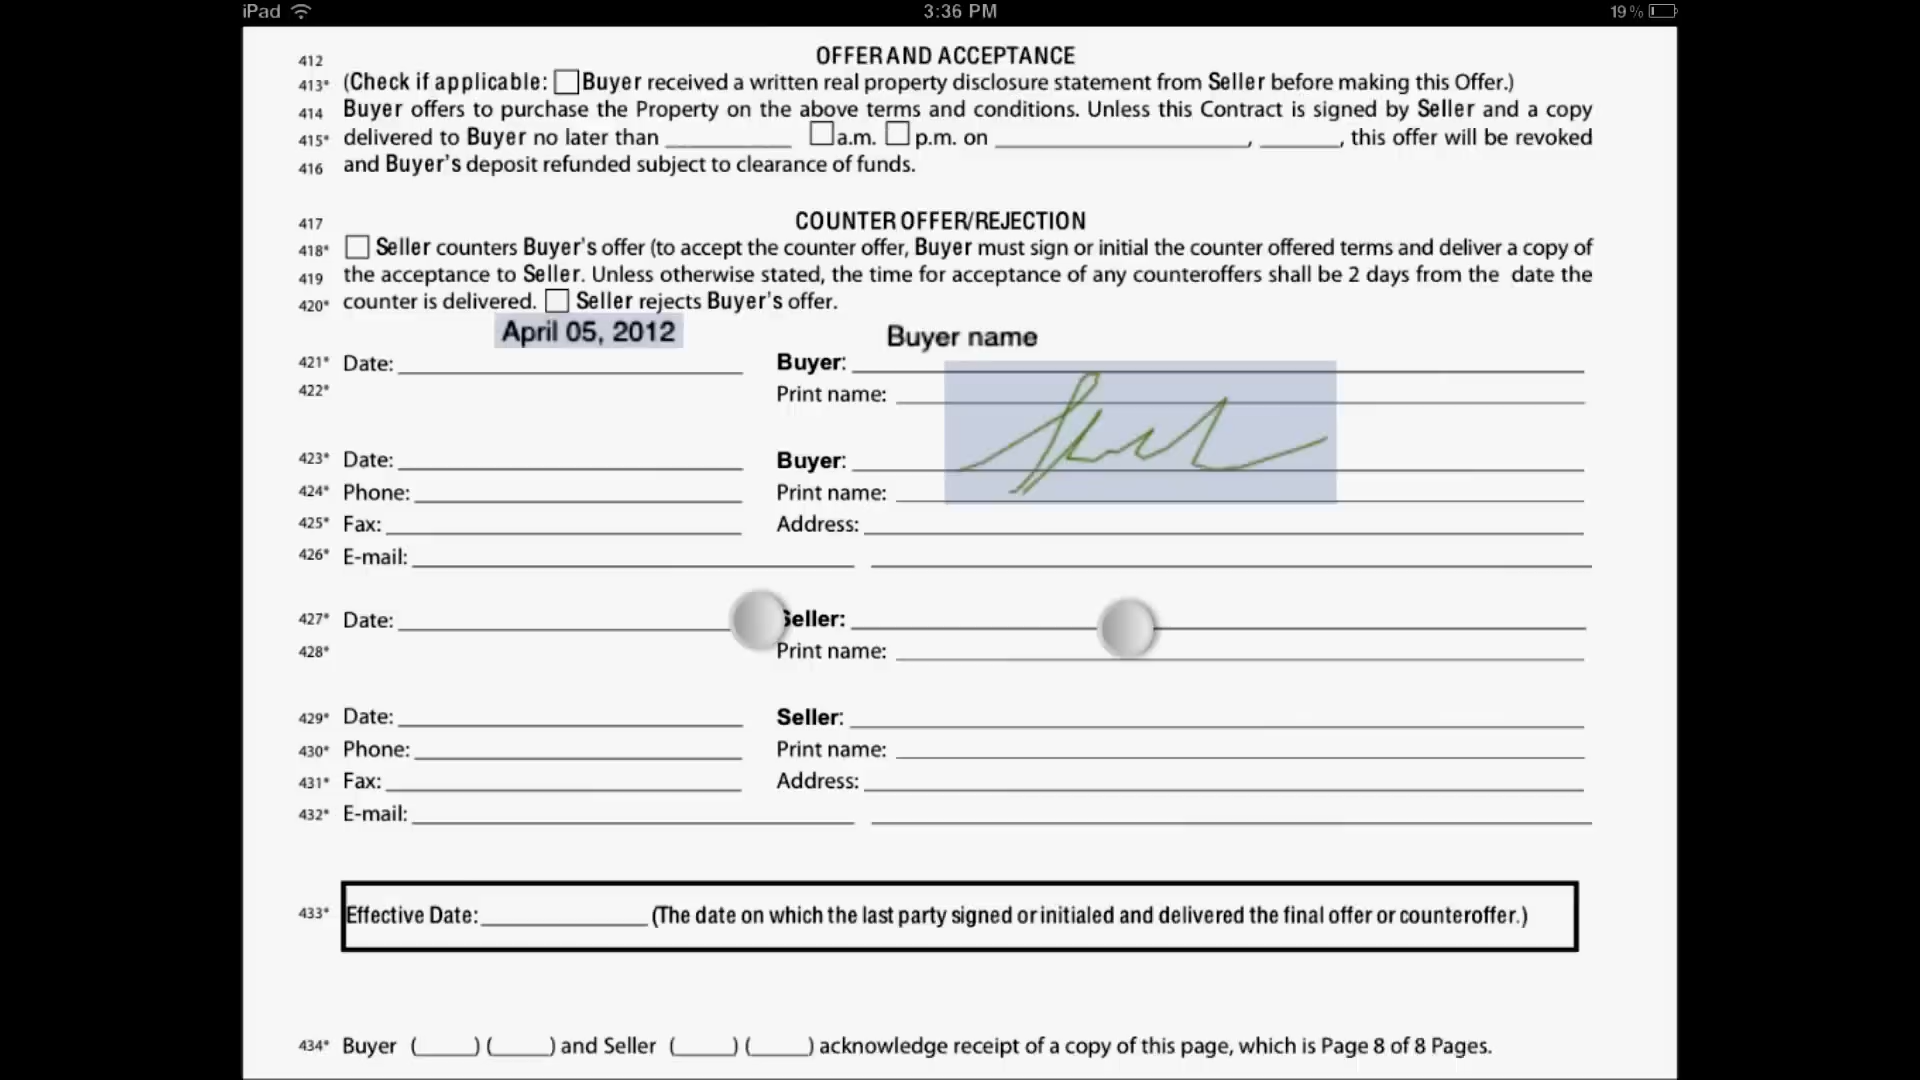 iPad 3:36 PM 19%
412 OFFER AND ACCEPTANCE
413* (Check if applicable: Buyer received a written real property disclosure statement from Seller before making this Offer.)
414 Buyer offers to purchase the Property on the above terms and conditions. Unless this Contract is signed by Seller and a copy
415* delivered to Buyer no later than ____________ a.m. p.m. on ________________________, ________, this offer will be revoked
416 and Buyer's deposit refunded subject to clearance of funds.
417 COUNTER OFFER/REJECTION
418* Seller counters Buyer's offer (to accept the counter offer, Buyer must sign or initial the counter offered terms and deliver a copy of
419 the acceptance to Seller. Unless otherwise stated, the time for acceptance of any counteroffers shall be 2 days from the date the
420* counter is delivered. Seller rejects Buyer's offer.
April 05, 2012 Buyer name
421* Date: Buyer:
422* Print name:
423* Date: Buyer:
424* Phone: Print name:
425* Fax: Address:
426* E-mail:
427* Date: Seller:
428* Print name:
429* Date: Seller:
430* Phone: Print name:
431* Fax: Address:
432* E-mail:
433* Effective Date: ________________ (The date on which the last party signed or initialed and delivered the final offer or counteroffer.)
434* Buyer (______) (______) and Seller (______) (______) acknowledge receipt of a copy of this page, which is Page 8 of 8 Pages.